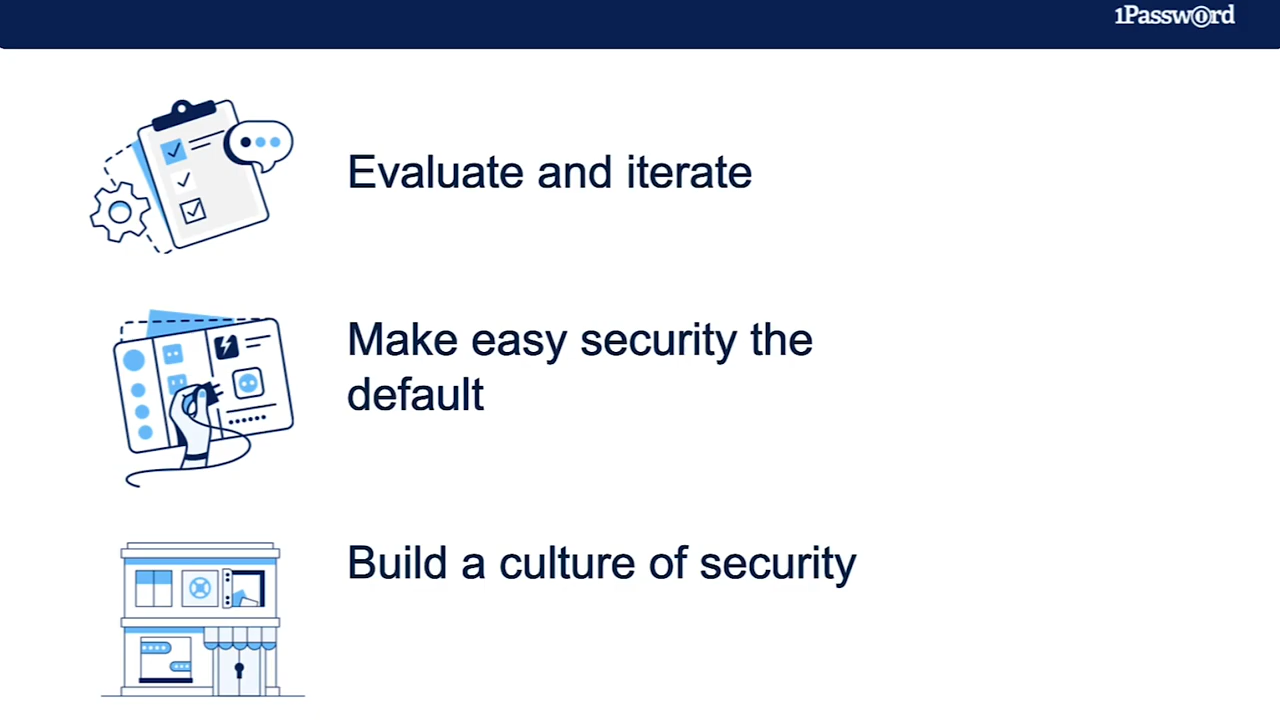 1Password
Evaluate and iterate
Make easy security the
default
Build a culture of security